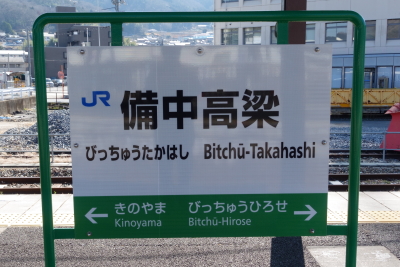 JR 備中高梁
びっちゅうたかはし Bitchū-Takahashi
きのやま びっちゅうひろせ
Kinoyama Bitchū-Hirose